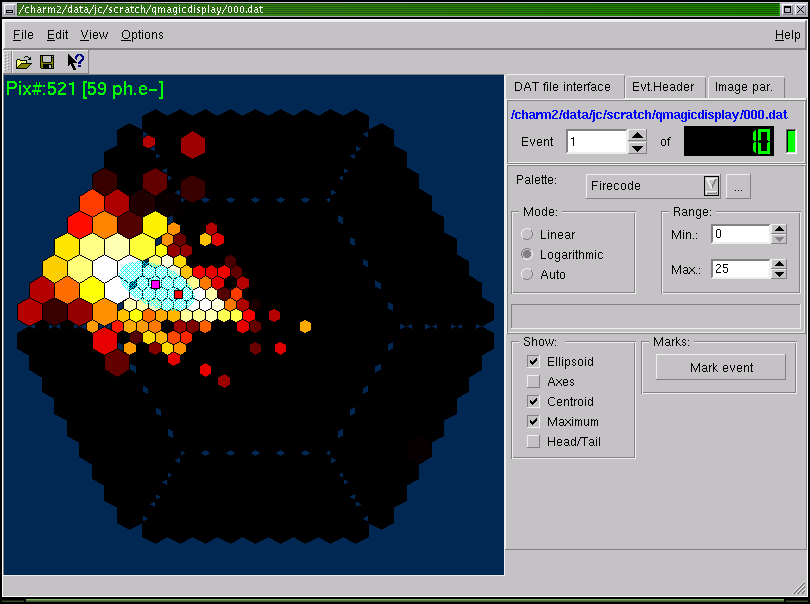 /charm2/data/jc/scratch/qmagicdisplay/000.dat
File Edit View Options Help
Pix#:521 [59 ph.e-]
DAT file interface Evt.Header Image par.
/charm2/data/jc/scratch/qmagicdisplay/000.dat
Event 1 of 10
Palette: Firecode ...
Mode: Range:
Linear Min.: 0
Logarithmic
Auto Max.: 25
Show: Marks:
Ellipsoid Mark event
Axes
Centroid
Maximum
Head/Tail